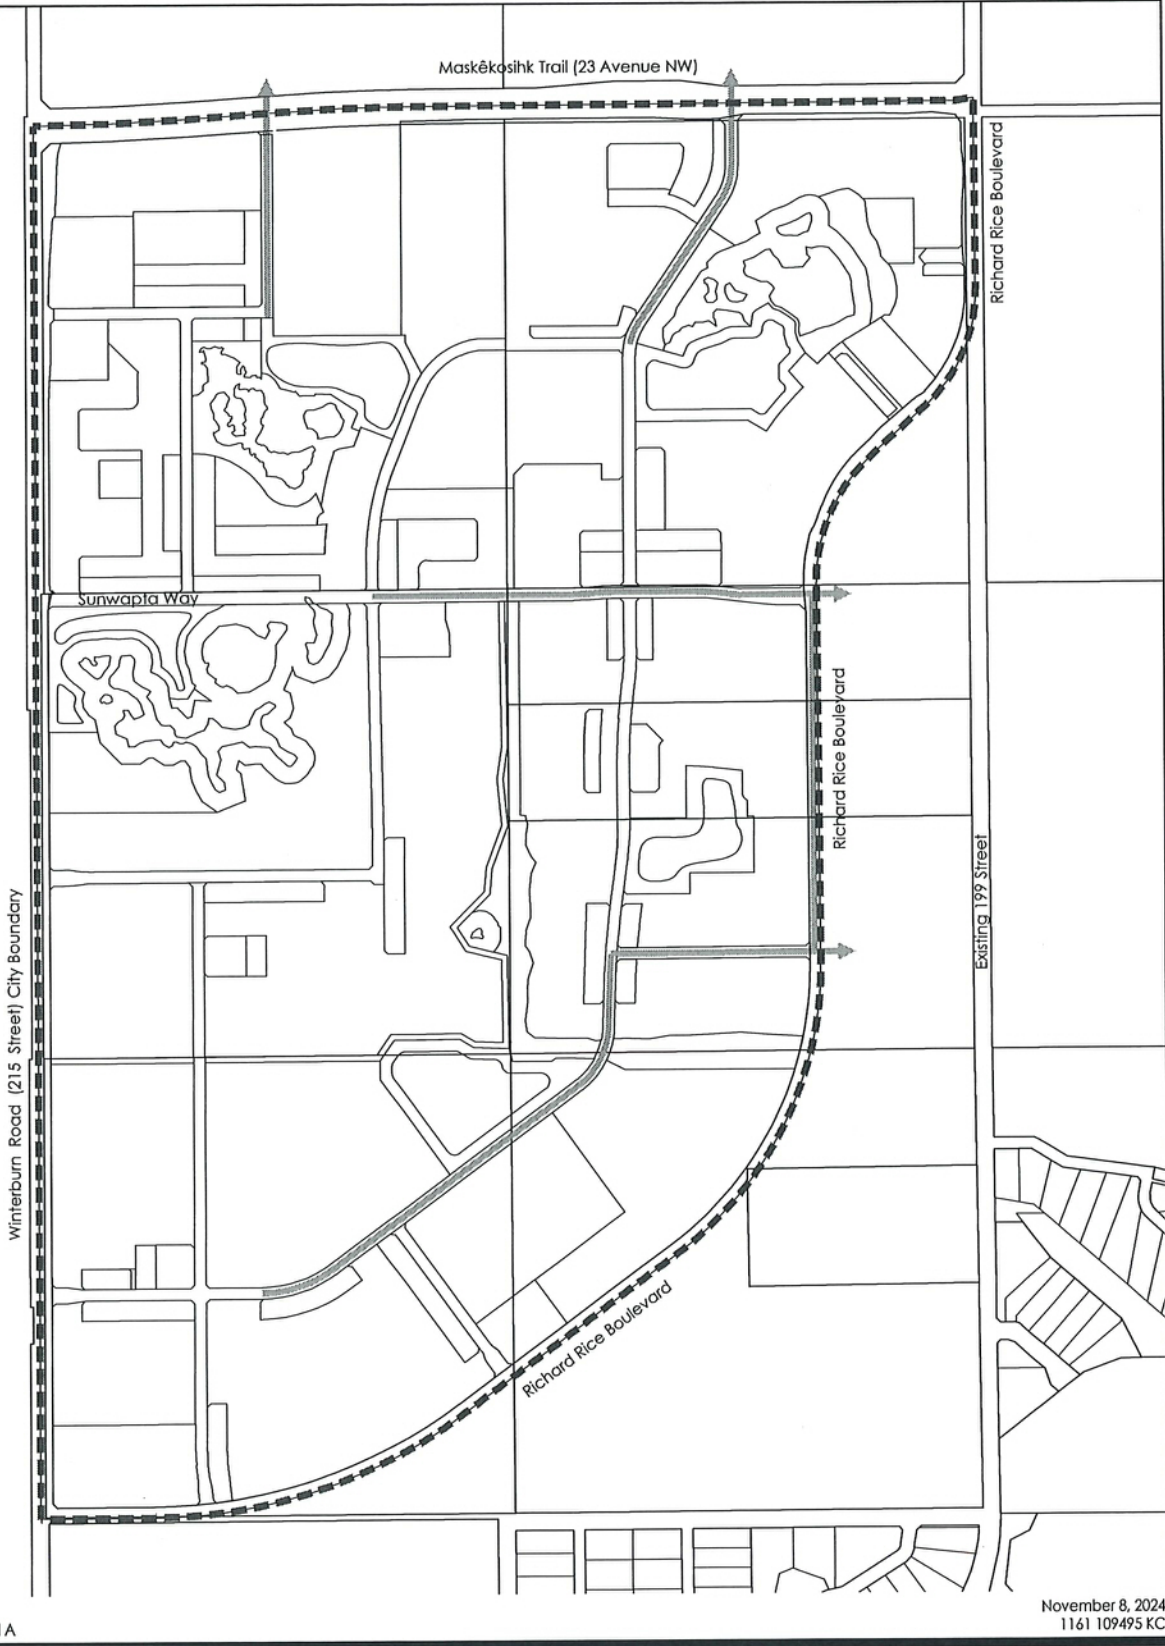 Maskêkosihk Trail (23 Avenue NW)
Richard Rice Boulevard
Sunwapta Way
Richard Rice Boulevard
Existing 199 Street
Winterburn Road (215 Street) City Boundary
Richard Rice Boulevard
November 8, 2024
1161 109495 KC
A